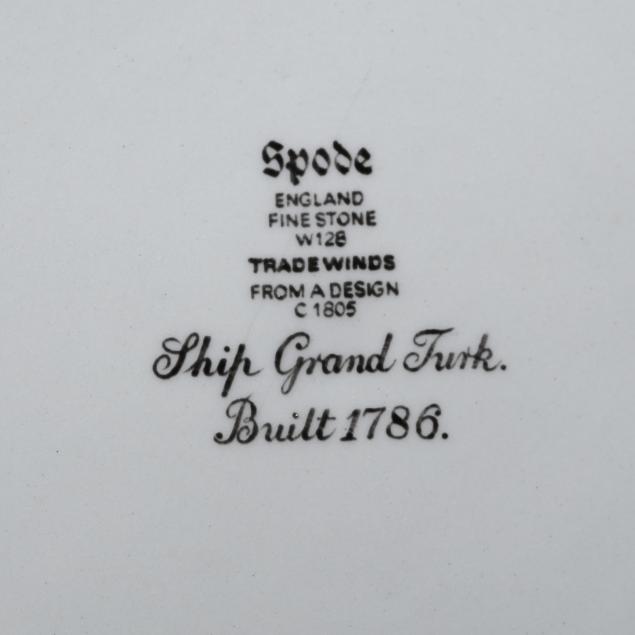 Spode
ENGLAND
FINE STONE
W128
TRADEWINDS
FROM A DESIGN
C 1805
Ship Grand Turk.
Built 1786.